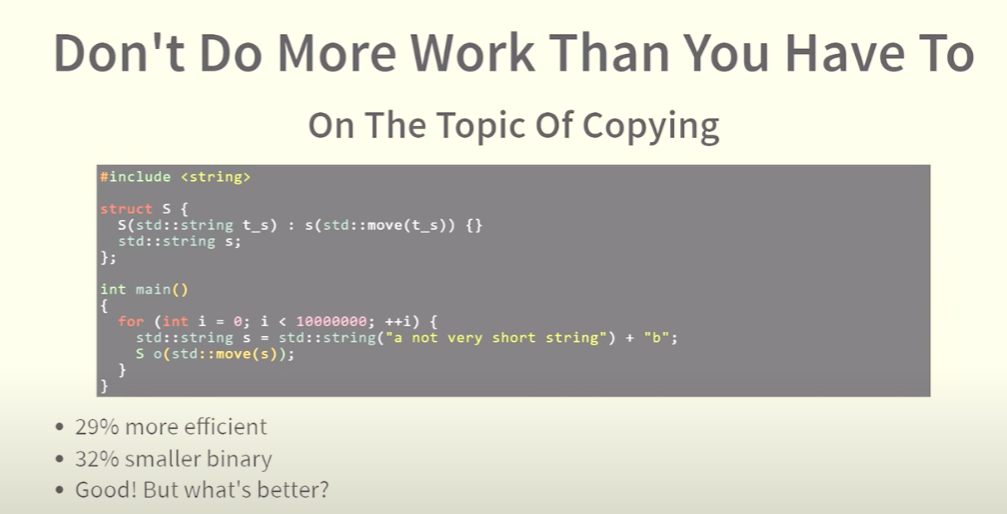 Don't Do More Work Than You Have To
On The Topic Of Copying
#include <string>
struct S {
S(std::string t_s) : s(std::move(t_s)) {}
std::string s;
};
int main()
{
for (int i = 0; i < 10000000; ++i) {
std::string s = std::string("a not very short string") + "b";
S o(std::move(s));
}
}
• 29% more efficient
• 32% smaller binary
• Good! But what's better?